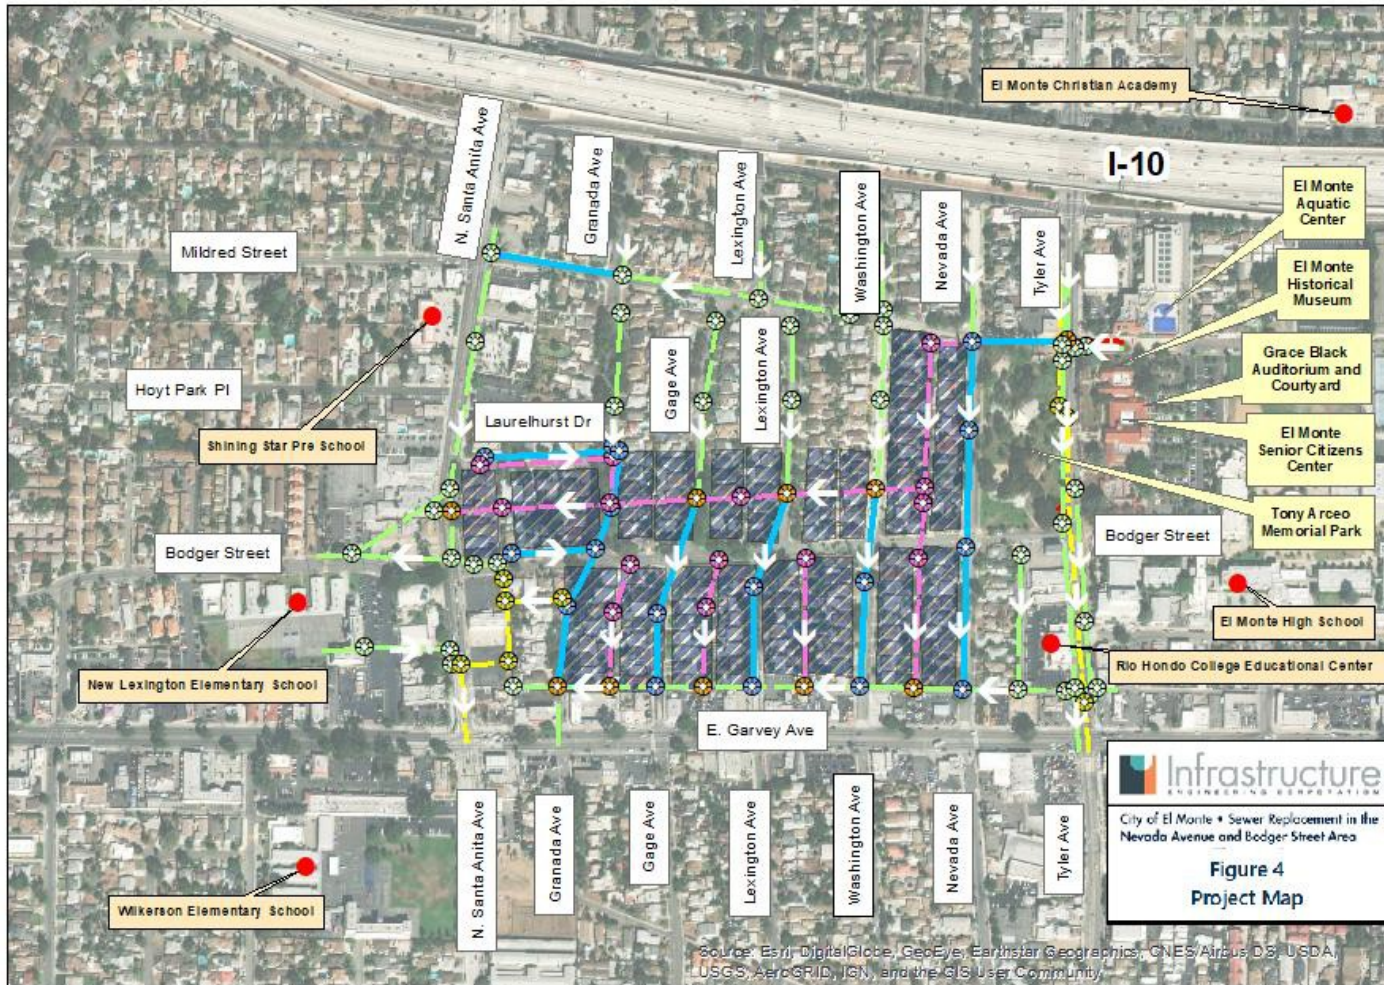 El Monte Christian Academy
I-10
N. Santa Anita Ave
Granada Ave
Lexington Ave
Washington Ave
Nevada Ave
Tyler Ave
El Monte
Aquatic
Center
Mildred Street
El Monte
Historical
Museum
Hoyt Park Pl
Gage Ave
Lexington Ave
Grace Black
Auditorium and
Courtyard
Laurelhurst Dr
Shining Star Pre School
El Monte
Senior Citizens
Center
Tony Arceo
Memorial Park
Bodger Street
Bodger Street
El Monte High School
New Lexington Elementary School
Rio Hondo College Educational Center
E. Garvey Ave
N. Santa Anita Ave
Granada Ave
Gage Ave
Lexington Ave
Washington Ave
Nevada Ave
Tyler Ave
Wilkerson Elementary School
Infrastructure
ENGINEERING CORPORATION
City of El Monte • Sewer Replacement in the
Nevada Avenue and Bodger Street Area
Figure 4
Project Map
Source: Esri, DigitalGlobe, GeoEye, Earthstar Geographics, CNES/Airbus DS, USDA,
USGS, AeroGRID, IGN, and the GIS User Community